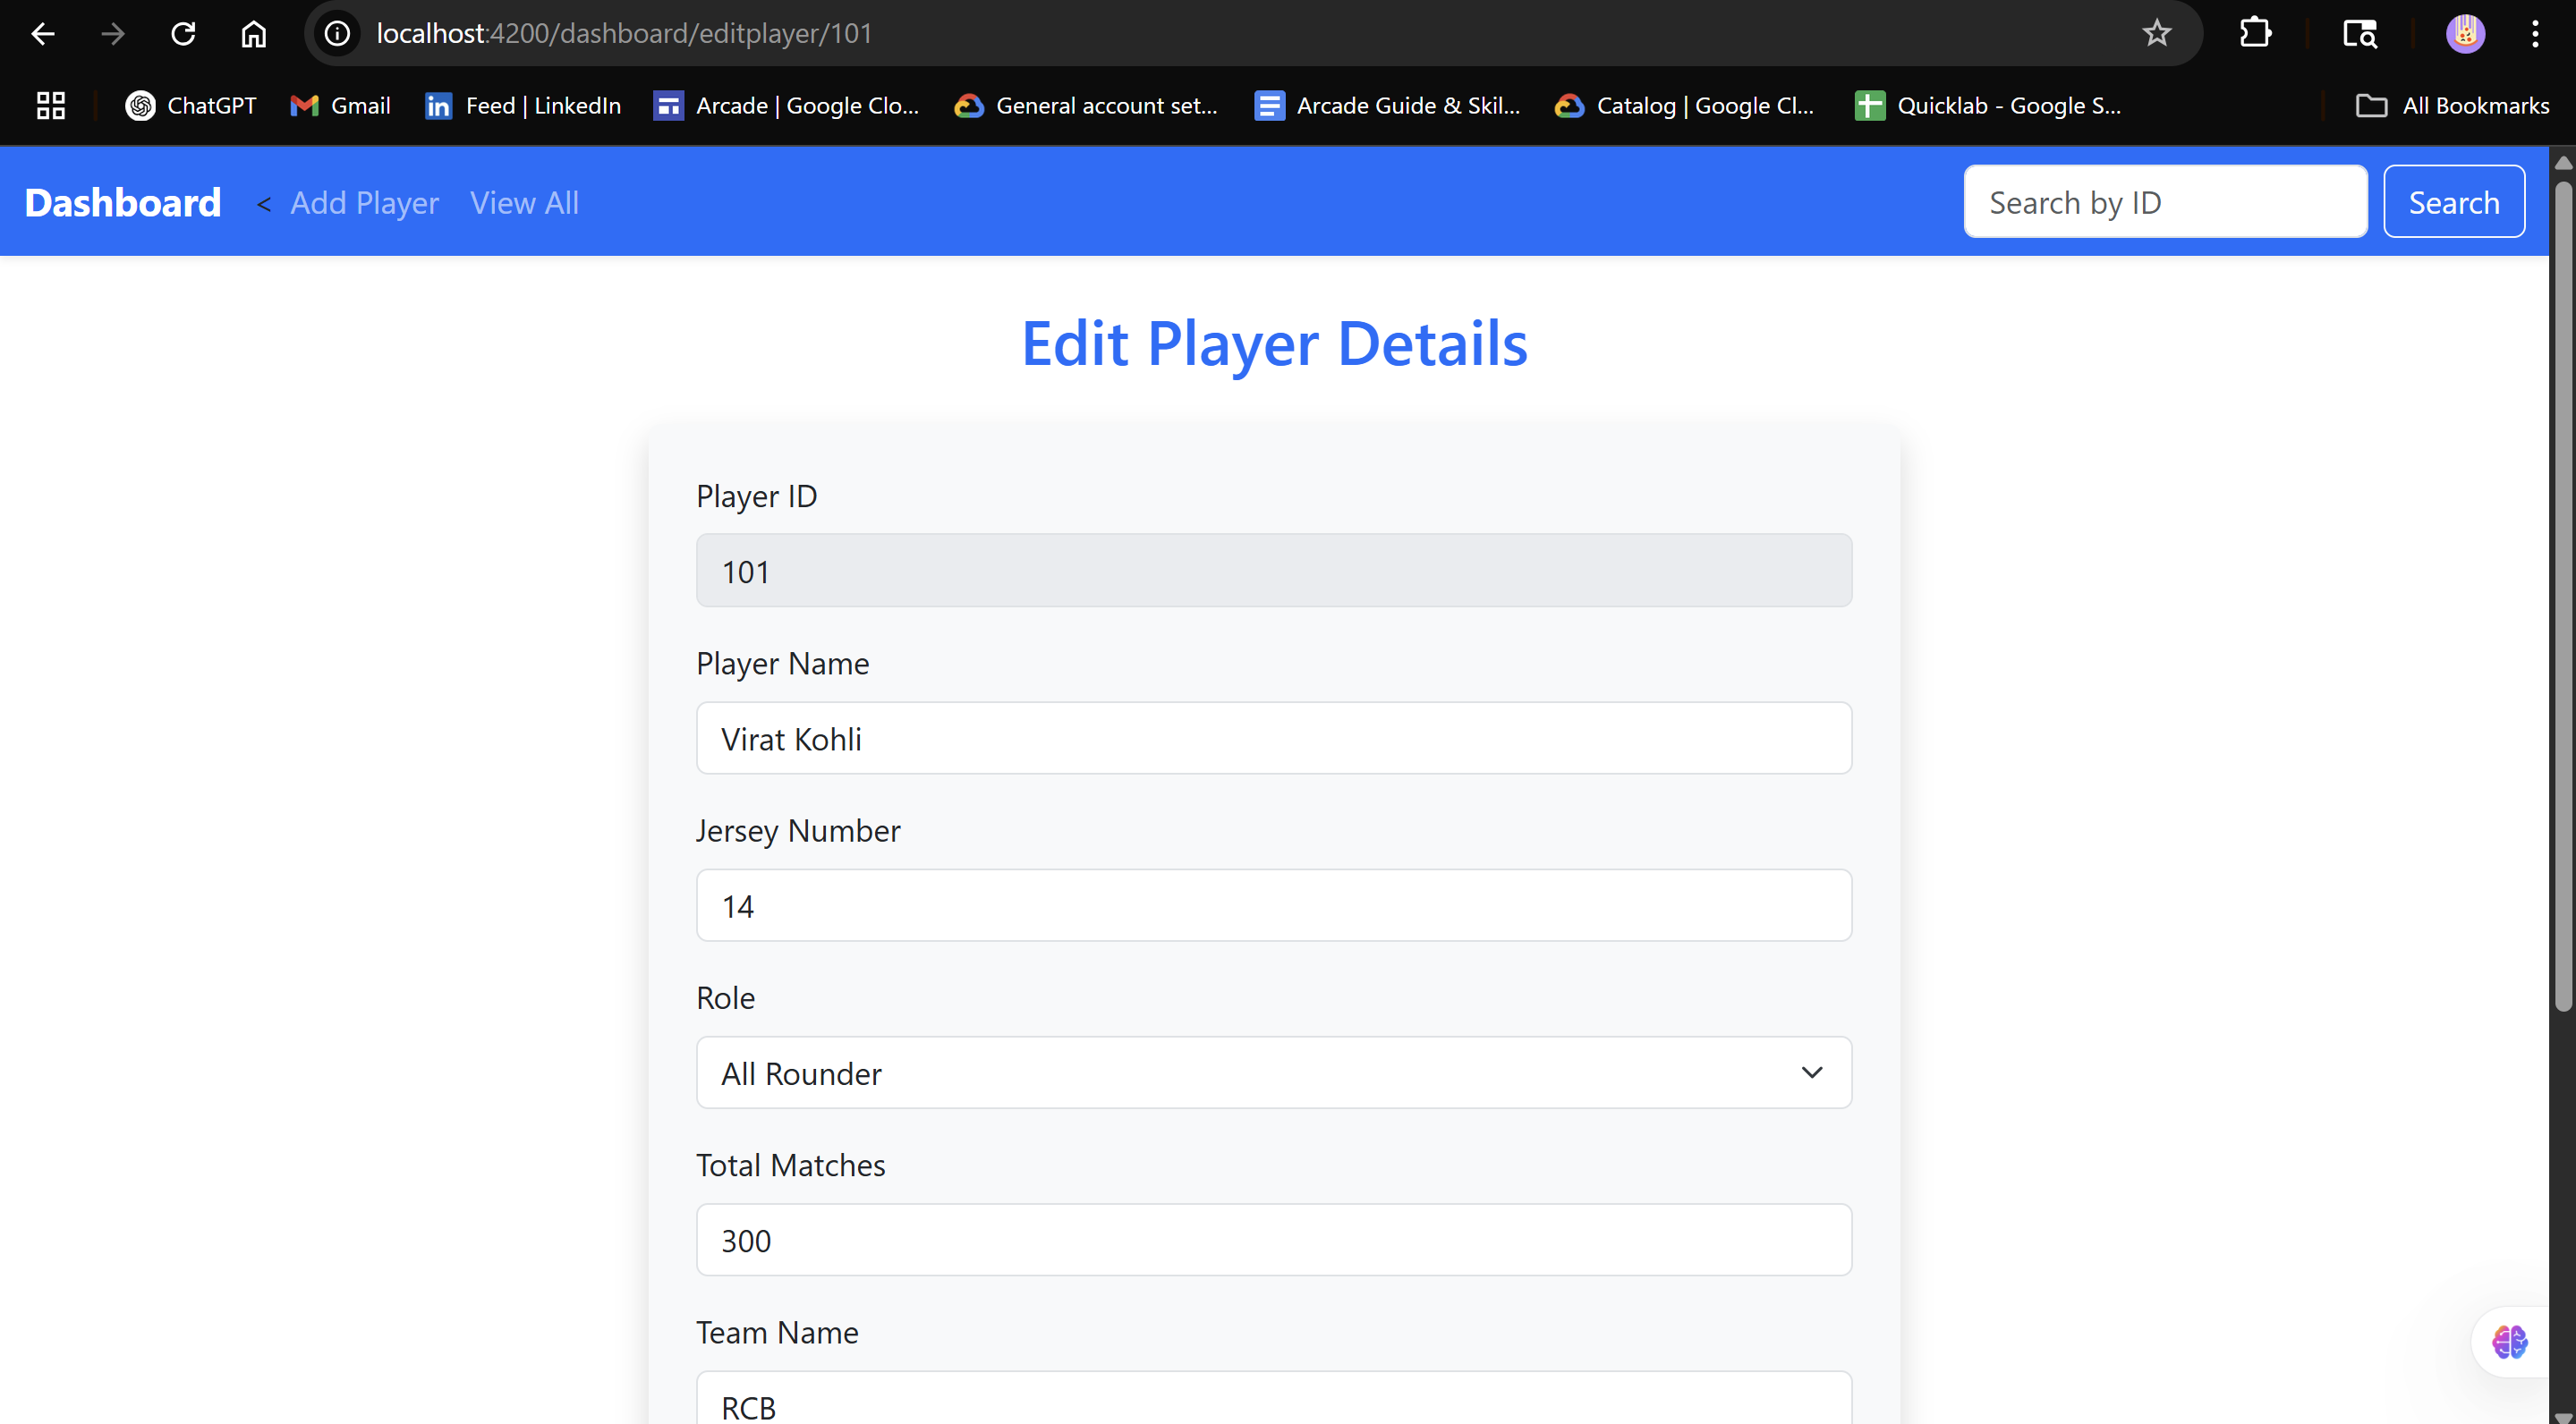 localhost:4200/dashboard/editplayer/101
ChatGPT Gmail Feed | LinkedIn Arcade | Google Clo... General account set... Arcade Guide & Skil... Catalog | Google Cl... Quicklab - Google S... All Bookmarks
Dashboard < Add Player View All Search by ID Search
Edit Player Details
Player ID
101
Player Name
Virat Kohli
Jersey Number
14
Role
All Rounder
Total Matches
300
Team Name
RCB